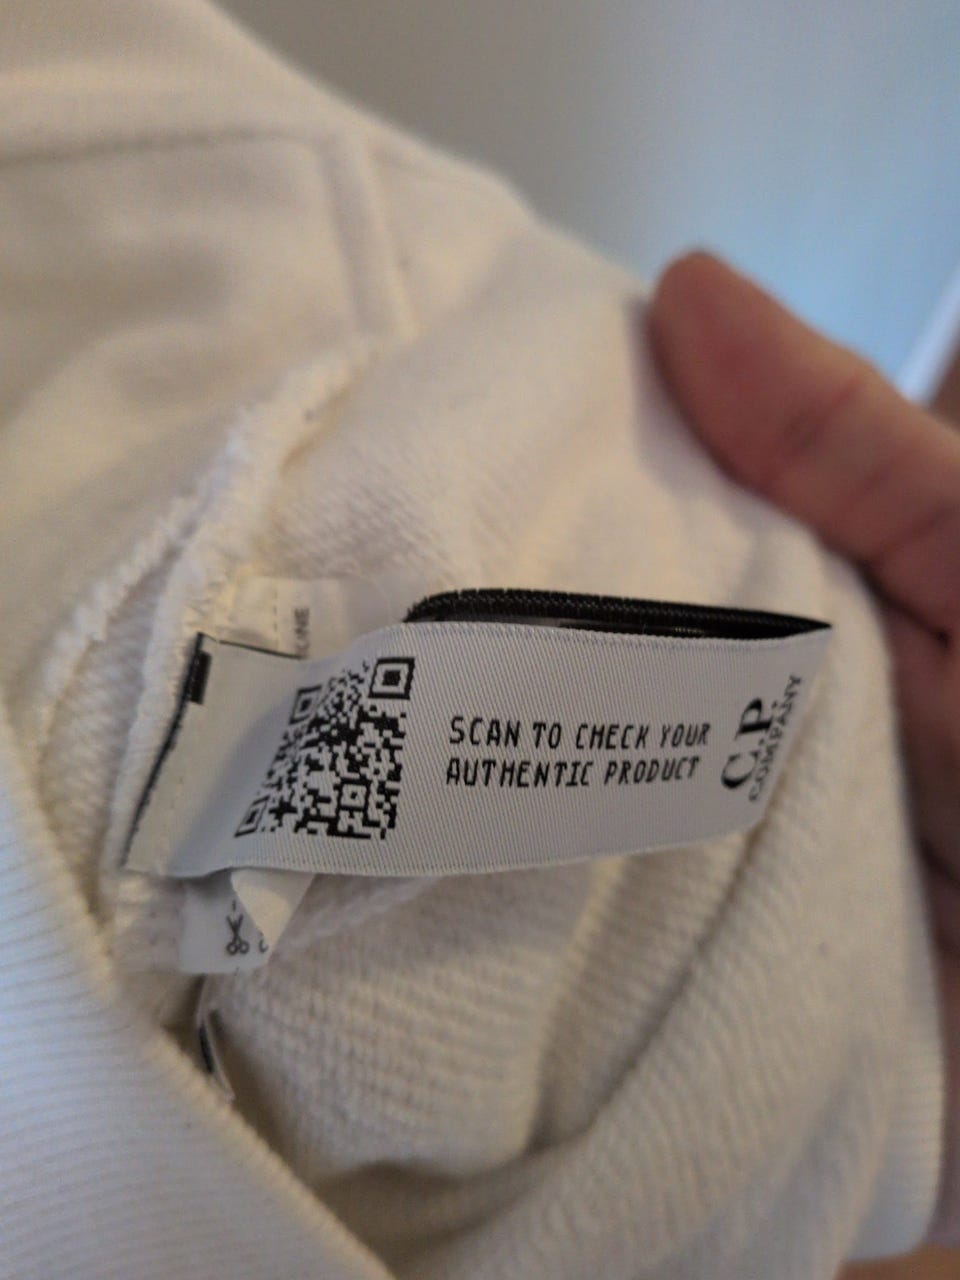 SCAN TO CHECK YOUR
AUTHENTIC PRODUCT
C.P.
COMPANY